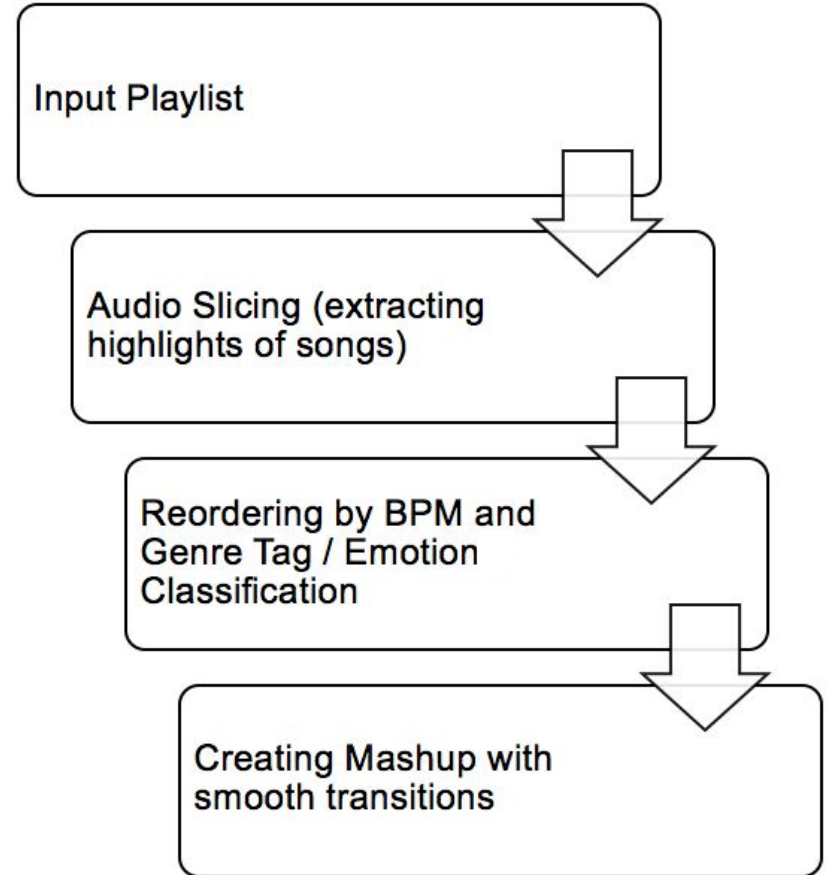 Input Playlist
Audio Slicing (extracting
highlights of songs)
Reordering by BPM and
Genre Tag / Emotion
Classification
Creating Mashup with
smooth transitions